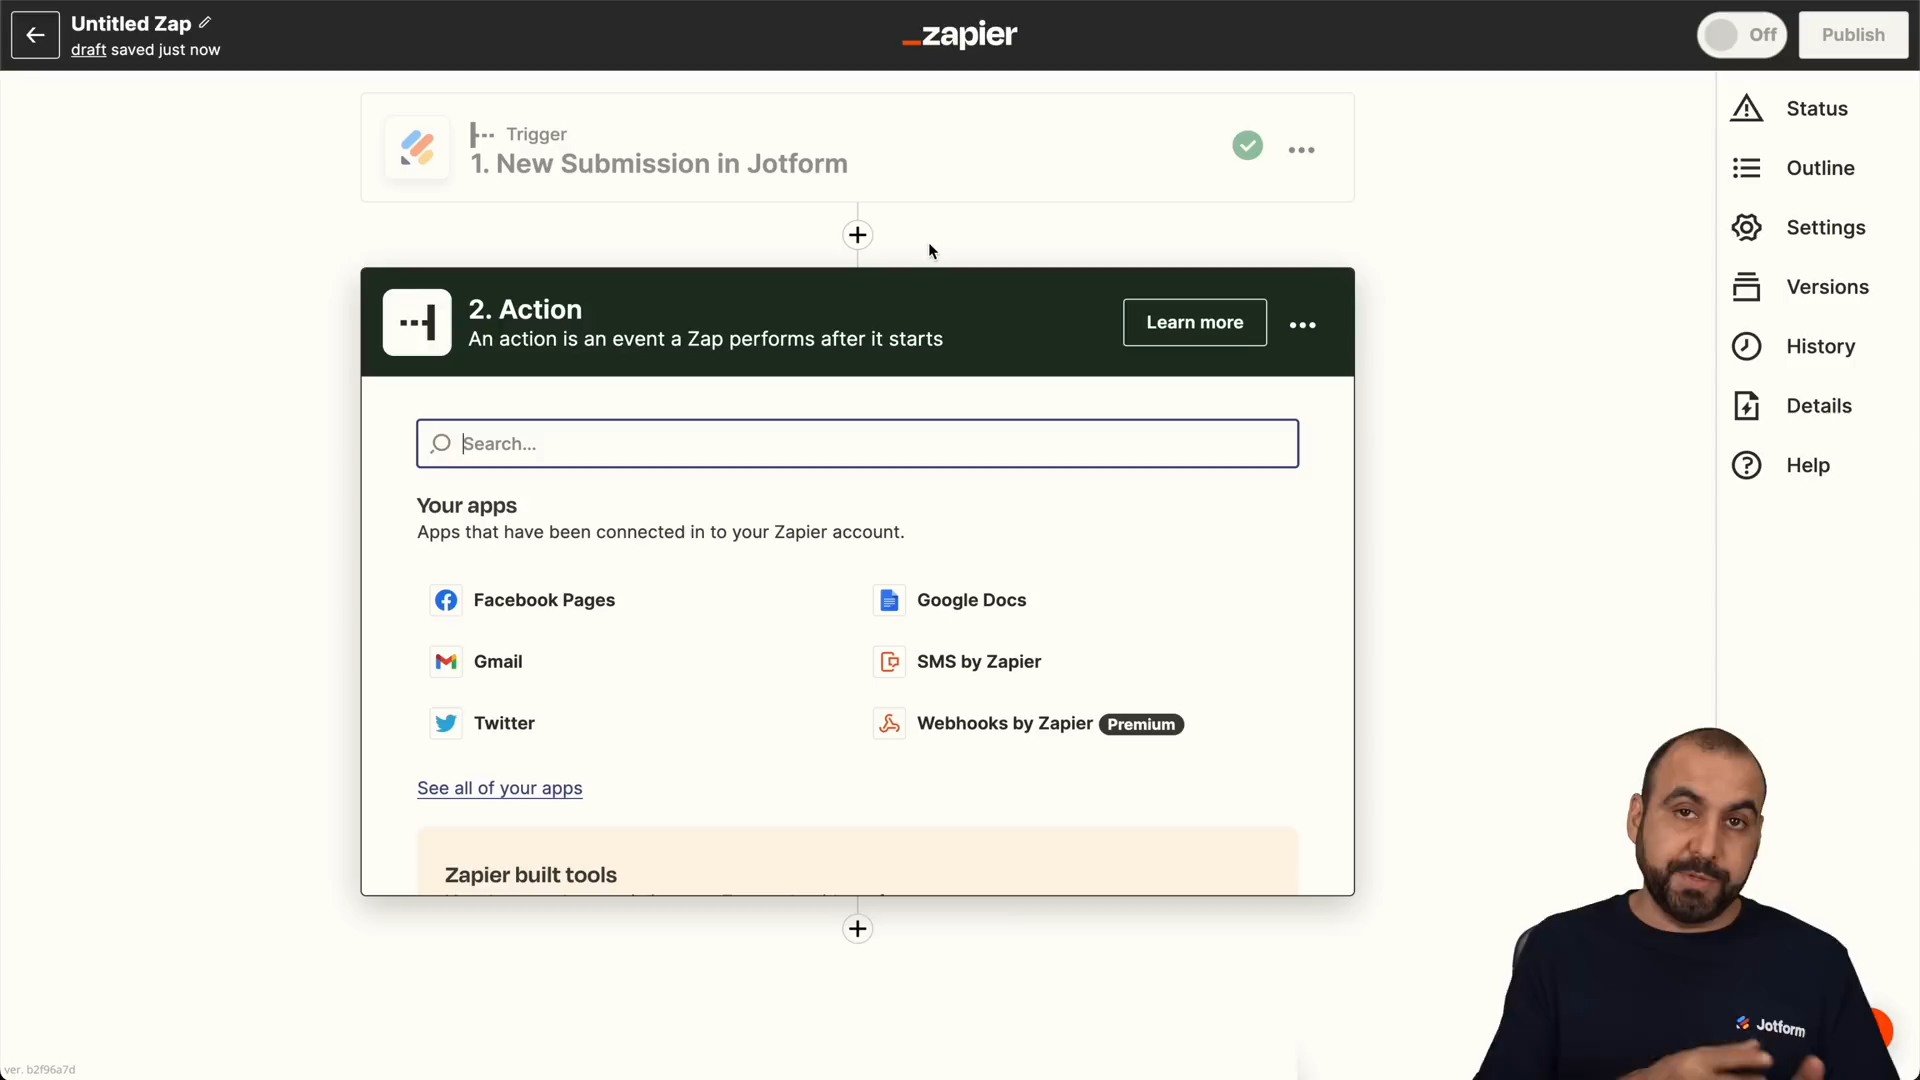 Untitled Zap
draft saved just now
zapier
Off
Publish
Trigger
1. New Submission in Jotform
2. Action
An action is an event a Zap performs after it starts
Learn more
Search...
Your apps
Apps that have been connected in to your Zapier account.
Facebook Pages
Google Docs
Gmail
SMS by Zapier
Twitter
Webhooks by Zapier Premium
See all of your apps
Zapier built tools
Status
Outline
Settings
Versions
History
Details
Help
Jotform
ver. b2f96a7d